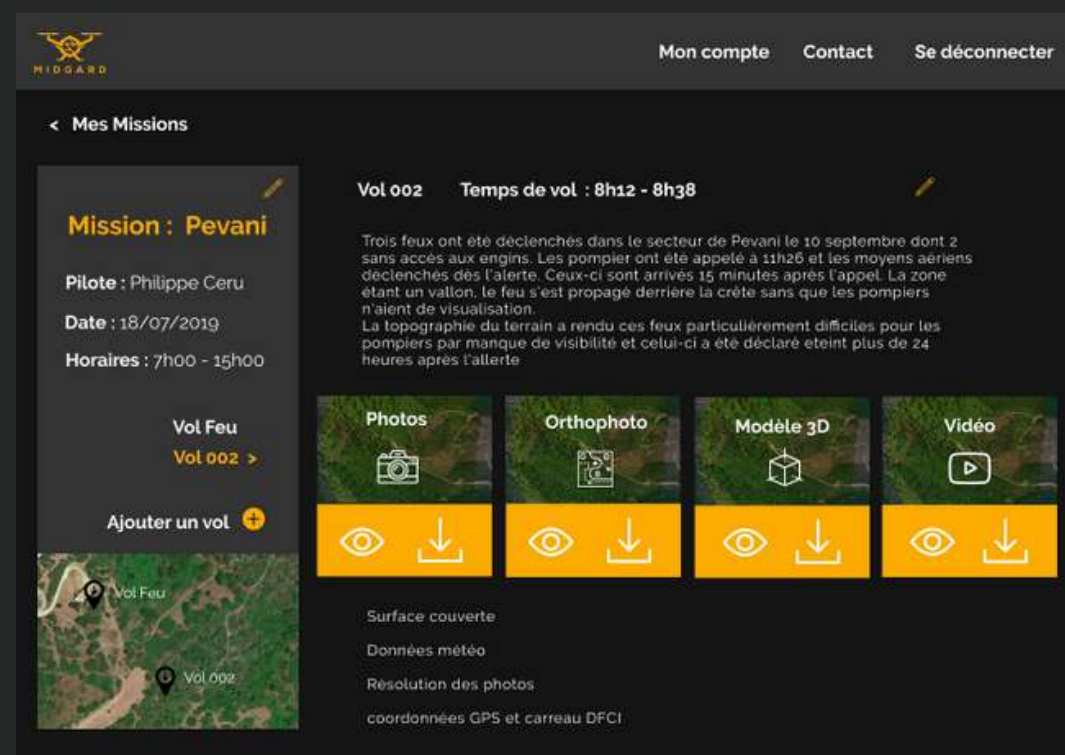 MIDGARD
Mon compte Contact Se déconnecter
< Mes Missions
Mission : Pevani
Pilote : Philippe Ceru
Date : 18/07/2019
Horaires : 7h00 - 15h00
Vol Feu
Vol 002 >
Ajouter un vol
Vol Feu
Vol 002
Vol 002 Temps de vol : 8h12 - 8h38
Trois feux ont été déclenchés dans le secteur de Pevani le 10 septembre dont 2
sans accès aux engins. Les pompier ont été appelé à 11h26 et les moyens aériens
déclenchés dès l'alerte. Ceux-ci sont arrivés 15 minutes après l'appel. La zone
étant un vallon, le feu s'est propagé derrière la crête sans que les pompiers
n'aient de visualisation.
La topographie du terrain a rendu ces feux particulièrement difficiles pour les
pompiers par manque de visibilité et celui-ci a été déclaré eteint plus de 24
heures après l'allerte
Photos
Orthophoto
Modèle 3D
Vidéo
Surface couverte
Données météo
Résolution des photos
coordonnées GPS et carreau DFCI